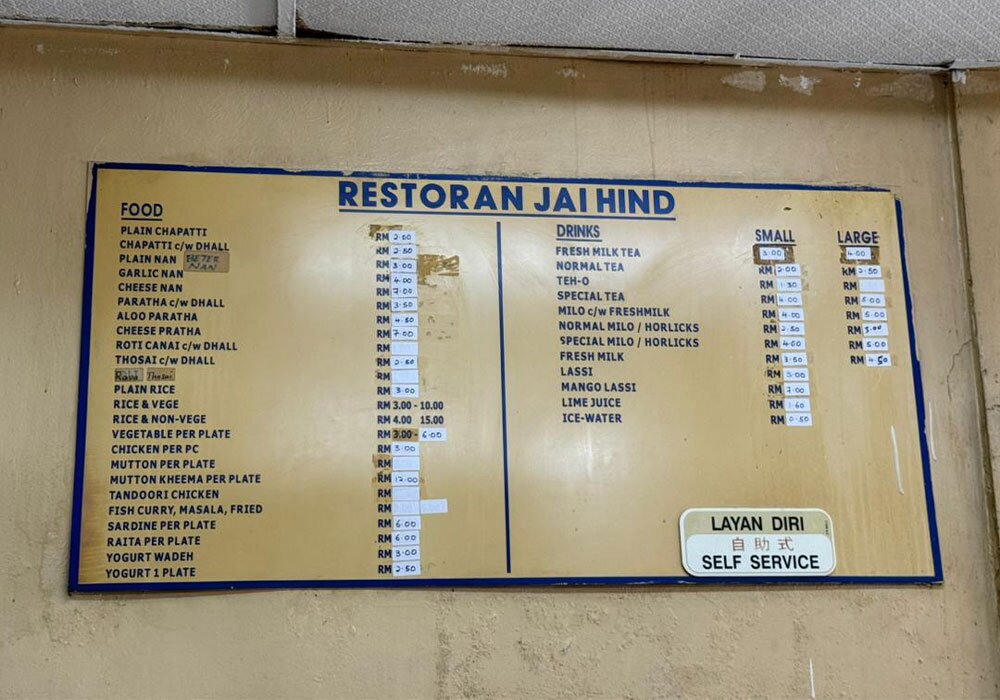 RESTORAN JAI HIND
FOOD
PLAIN CHAPATTI RM 2.00
CHAPATTI c/w DHALL RM 2.50
PLAIN NAN BETER NAN RM 3.00
GARLIC NAN RM 4.00
CHEESE NAN RM 7.00
PARATHA c/w DHALL RM 3.50
ALOO PARATHA RM 4.50
CHEESE PRATHA RM 7.00
ROTI CANAI c/w DHALL RM
THOSAI c/w DHALL RM 2.50
Rava Thosai RM
PLAIN RICE RM 3.00
RICE & VEGE RM 3.00 - 10.00
RICE & NON-VEGE RM 4.00 15.00
VEGETABLE PER PLATE RM 3.00 - 6.00
CHICKEN PER PC RM 3.00
MUTTON PER PLATE RM
MUTTON KHEEMA PER PLATE RM 12.00
TANDOORI CHICKEN RM
FISH CURRY, MASALA, FRIED RM
SARDINE PER PLATE RM 6.00
RAITA PER PLATE RM 6.00
YOGURT WADEH RM 3.00
YOGURT 1 PLATE RM 2.50
DRINKS SMALL LARGE
FRESH MILK TEA 3.00 4.00
NORMAL TEA RM 2.00 RM 2.50
TEH-O RM 1.30 RM
SPECIAL TEA RM 4.00 RM 5.00
MILO c/w FRESHMILK RM 4.00 RM 5.00
NORMAL MILO / HORLICKS RM 2.50 RM 3.00
SPECIAL MILO / HORLICKS RM 4.00 RM 5.00
FRESH MILK RM 3.50 RM 4.50
LASSI RM 5.00
MANGO LASSI RM 7.00
LIME JUICE RM 1.60
ICE-WATER RM 0.50
LAYAN DIRI
自助式
SELF SERVICE